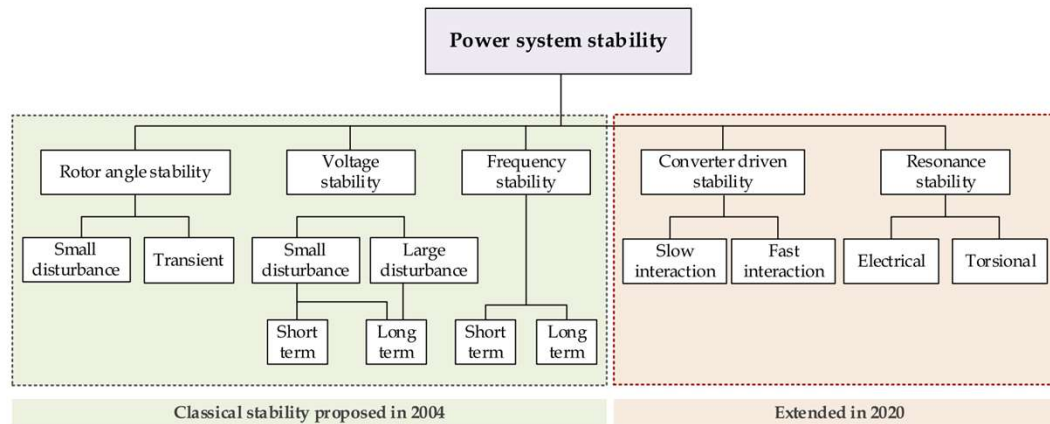 Power system stability
Rotor angle stability
Voltage
stability
Frequency
stability
Converter driven
stability
Resonance
stability
Small
disturbance
Transient
Small
disturbance
Large
disturbance
Slow
interaction
Fast
interaction
Electrical
Torsional
Short
term
Long
term
Short
term
Long
term
Classical stability proposed in 2004
Extended in 2020